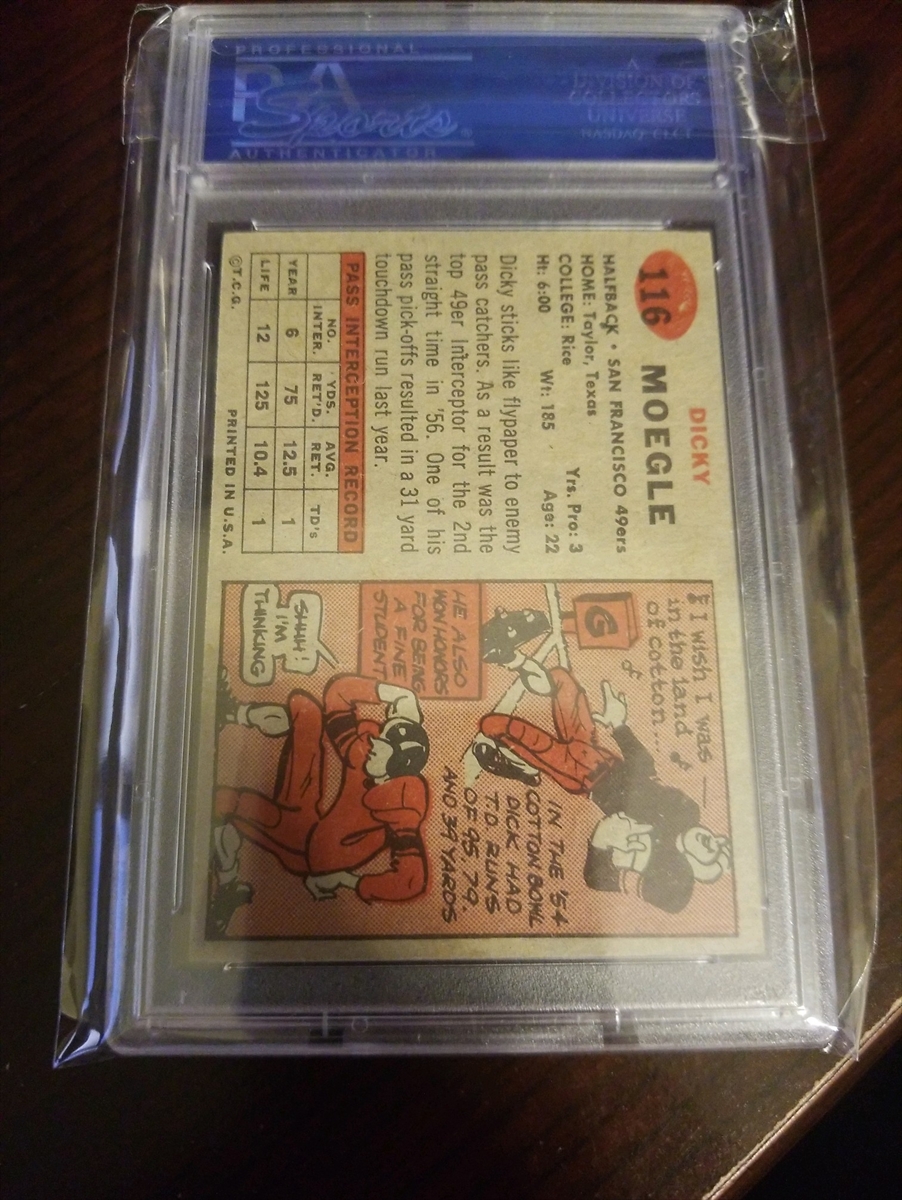 PROFESSIONAL
PSA
Sports®
AUTHENTICATOR
A
DIVISION OF
COLLECTORS
UNIVERSE
NASDAQ: CLCT
116
DICKY
MOEGLE
HALFBACK • SAN FRANCISCO 49ers
HOME: Taylor, Texas Yrs. Pro: 3
COLLEGE: Rice Age: 22
Ht: 6:00 Wt: 185
Dicky sticks like flypaper to enemy
pass catchers. As a result was the
top 49er Interceptor for the 2nd
straight time in '56. One of his
pass pick-offs resulted in a 31 yard
touchdown run last year.
PASS INTERCEPTION RECORD
NO. INTER. YDS. RET'D. AVG. RET. TD's
YEAR 6 75 12.5 1
LIFE 12 125 10.4 1
©T.C.G. PRINTED IN U.S.A.
♪ I wish I was —
in the land ♪
of cotton...
G
IN THE '54
COTTON BOWL
DICK HAD
T.D. RUNS
OF 95, 79,
AND 34 YARDS
HE ALSO
WON HONORS
FOR BEING
A FINE
STUDENT
SHHH!
I'M
THINKING